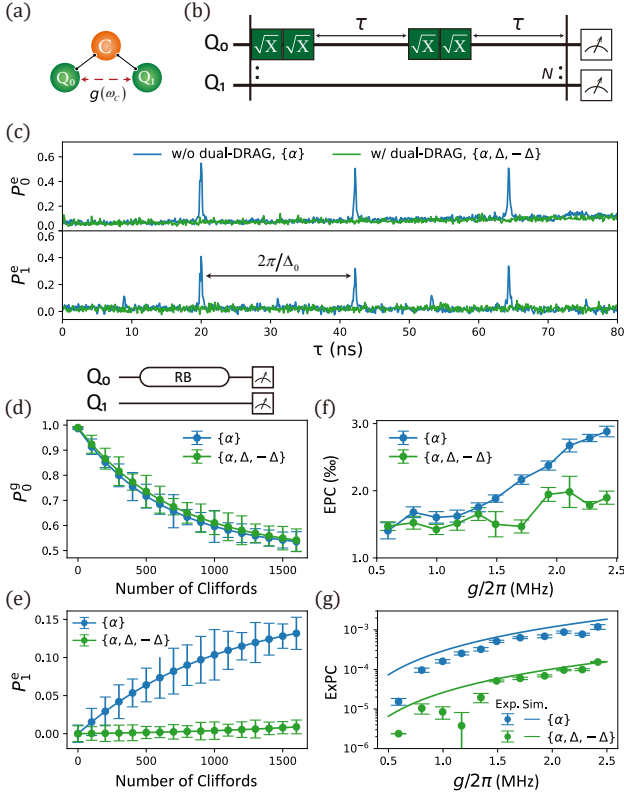 (a)
C
Q₀
Q₁
g(ω_C)
(b)
Q₀
√X √X
τ
√X √X
τ
Q₁
N
(c)
w/o dual-DRAG, {α}
w/ dual-DRAG, {α, Δ, −Δ}
P₀ᵉ
0.6
0.3
0.0
P₁ᵉ
0.6
0.4
0.2
0.0
2π/Δ₀
0 10 20 30 40 50 60 70 80
τ (ns)
Q₀
RB
Q₁
(d)
{α}
{α, Δ, −Δ}
P₀ᵍ
1.0
0.9
0.8
0.7
0.6
0.5
0 500 1000 1500
Number of Cliffords
(f)
{α}
{α, Δ, −Δ}
EPC (‰)
3.0
2.0
1.0
0.5 1.0 1.5 2.0 2.5
g/2π (MHz)
(e)
{α}
{α, Δ, −Δ}
P₁ᵉ
0.15
0.10
0.05
0.00
0 500 1000 1500
Number of Cliffords
(g)
ExPC
10⁻³
10⁻⁴
10⁻⁵
10⁻⁶
Exp. Sim.
{α}
{α, Δ, −Δ}
0.5 1.0 1.5 2.0 2.5
g/2π (MHz)